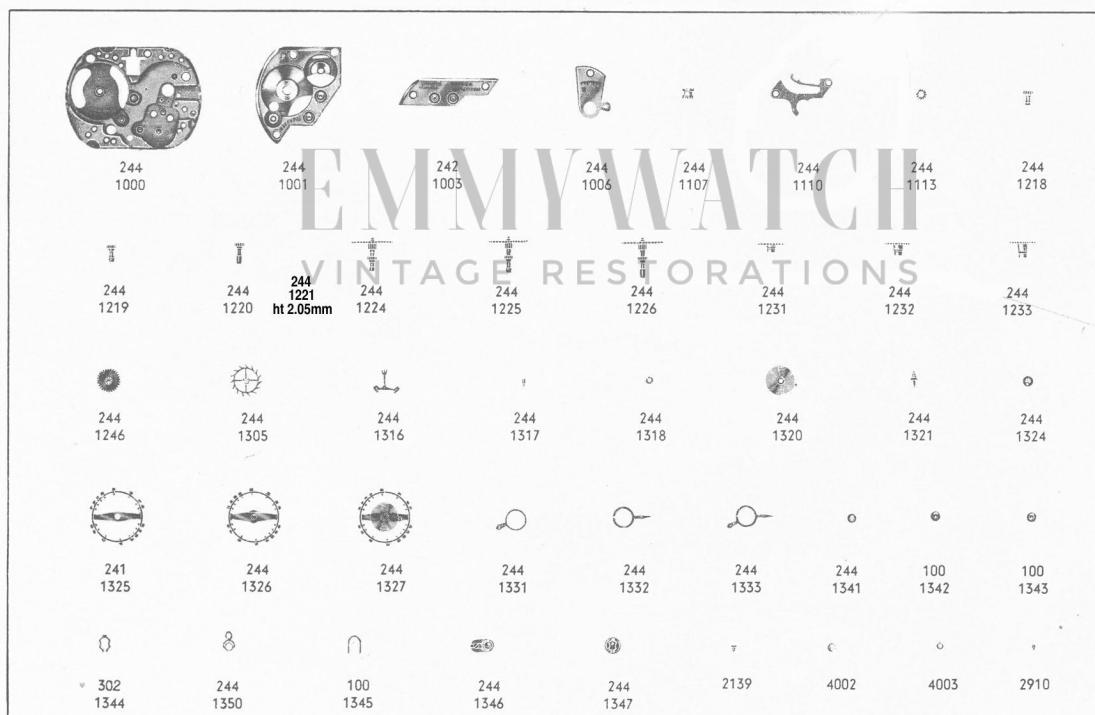 244 244 242 244 244 244 244 244
1000 1001 1003 1006 1107 1110 1113 1218
EMMYWATCH
VINTAGE RESTORATIONS
244 244 244 244 244 244 244 244 244 244
1219 1220 1221 1224 1225 1226 1231 1232 1233
ht 2.05mm
244 244 244 244 244 244 244 244
1246 1305 1316 1317 1318 1320 1321 1324
241 244 244 244 244 244 244 100 100
1325 1326 1327 1331 1332 1333 1341 1342 1343
302 244 100 244 244 2139 4002 4003 2910
1344 1350 1345 1346 1347